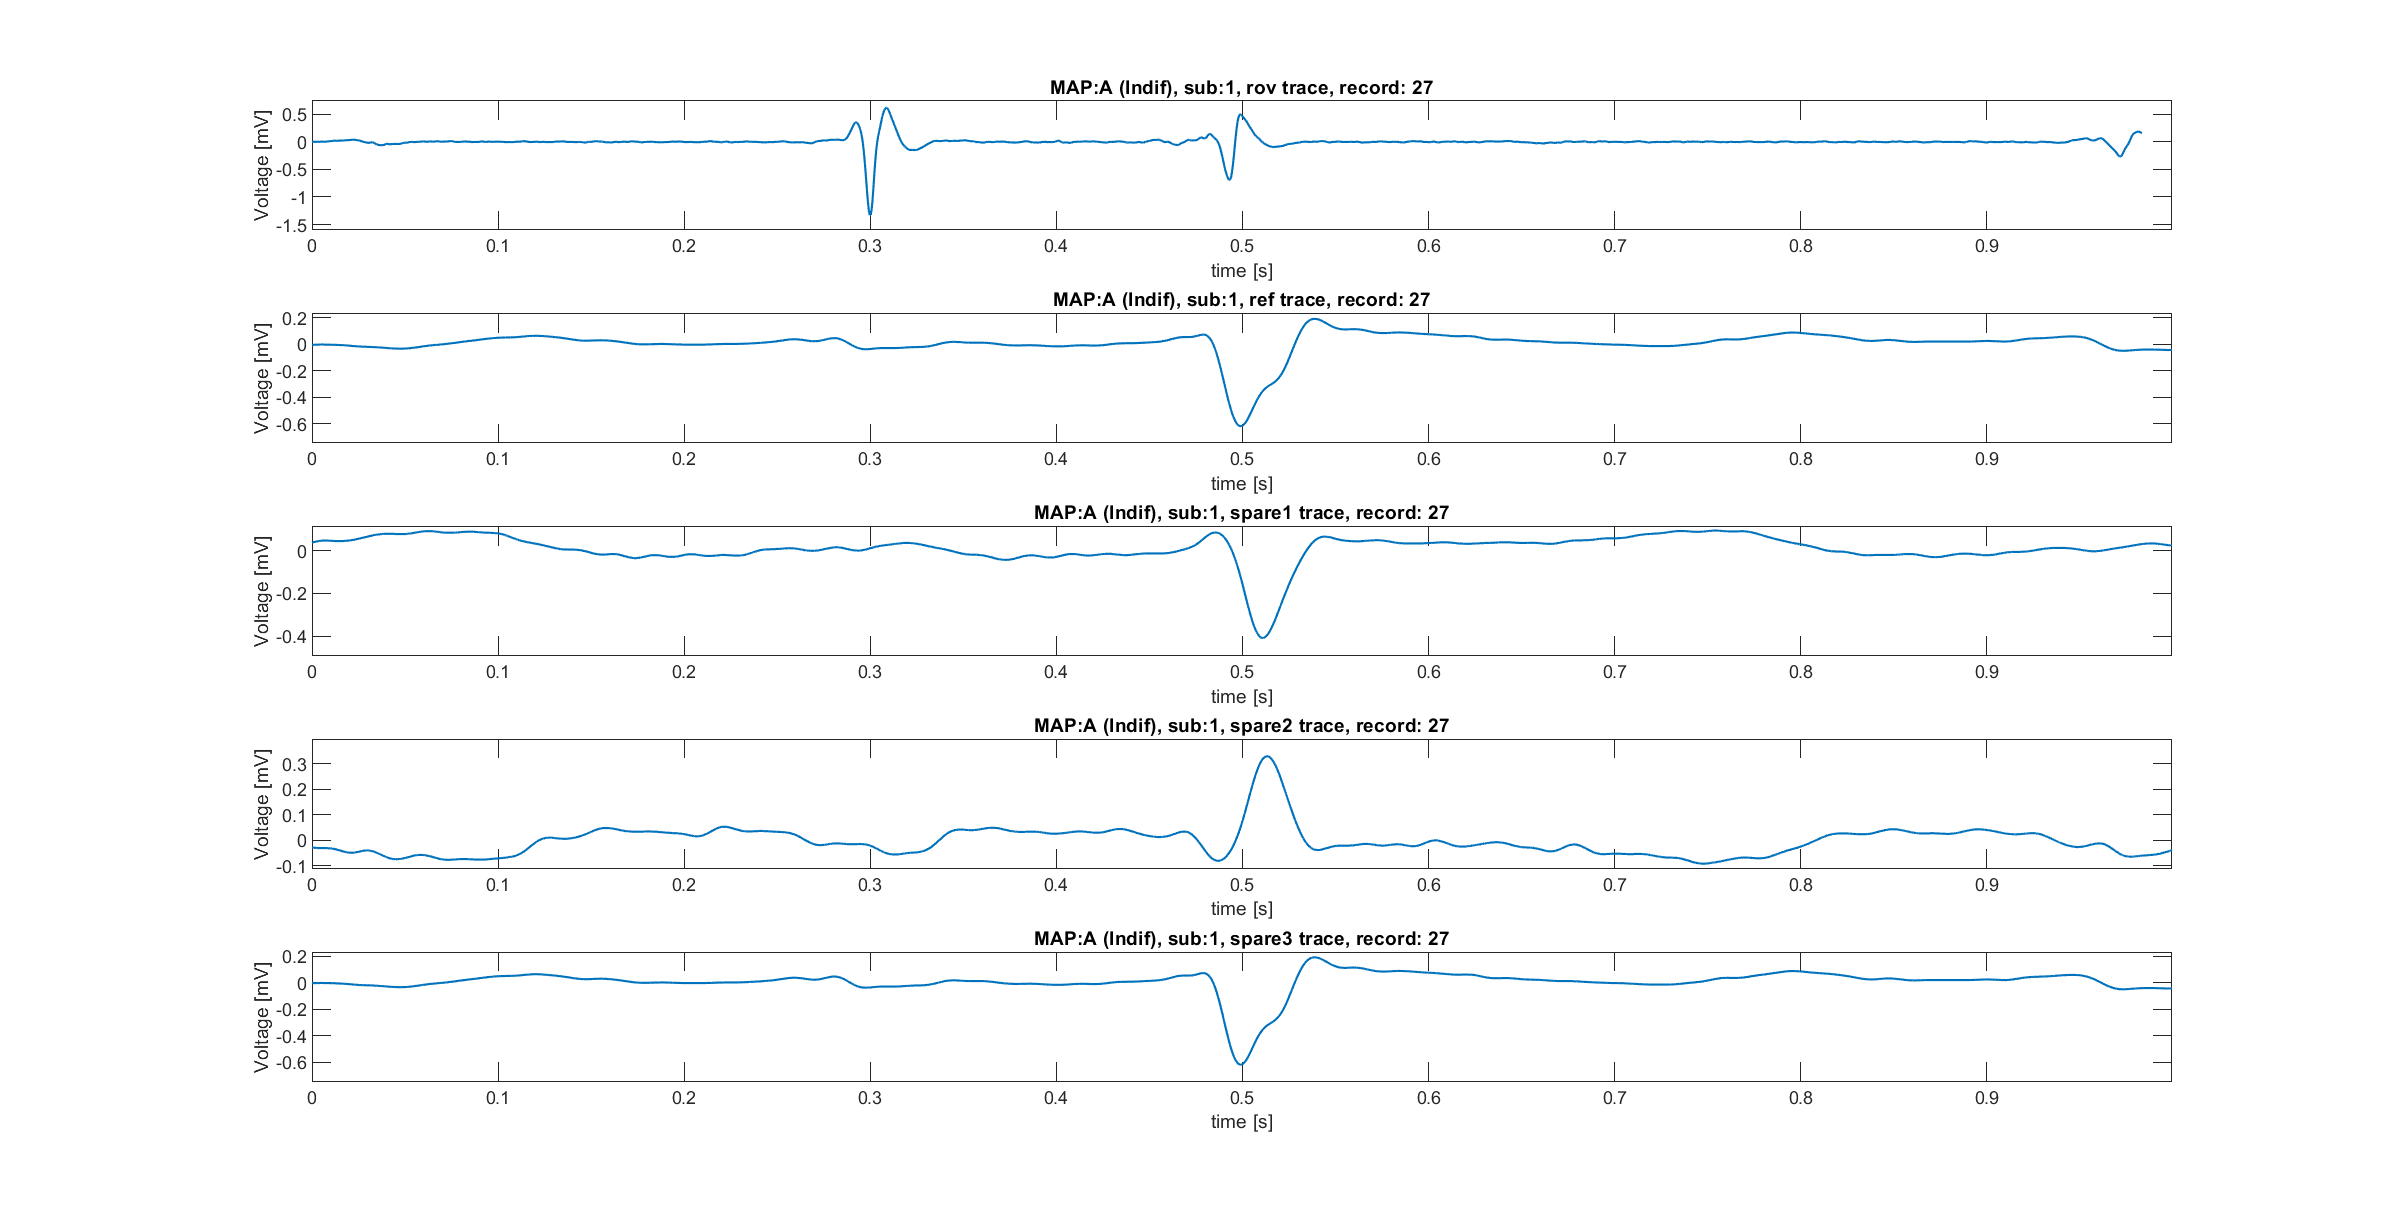 MAP:A (Indif), sub:1, rov trace, record: 27
Voltage [mV]
0.5
0
-0.5
-1
-1.5
0 0.1 0.2 0.3 0.4 0.5 0.6 0.7 0.8 0.9
time [s]
MAP:A (Indif), sub:1, ref trace, record: 27
Voltage [mV]
0.2
0
-0.2
-0.4
-0.6
0 0.1 0.2 0.3 0.4 0.5 0.6 0.7 0.8 0.9
time [s]
MAP:A (Indif), sub:1, spare1 trace, record: 27
Voltage [mV]
0
-0.2
-0.4
0 0.1 0.2 0.3 0.4 0.5 0.6 0.7 0.8 0.9
time [s]
MAP:A (Indif), sub:1, spare2 trace, record: 27
Voltage [mV]
0.3
0.2
0.1
0
-0.1
0 0.1 0.2 0.3 0.4 0.5 0.6 0.7 0.8 0.9
time [s]
MAP:A (Indif), sub:1, spare3 trace, record: 27
Voltage [mV]
0.2
0
-0.2
-0.4
-0.6
0 0.1 0.2 0.3 0.4 0.5 0.6 0.7 0.8 0.9
time [s]